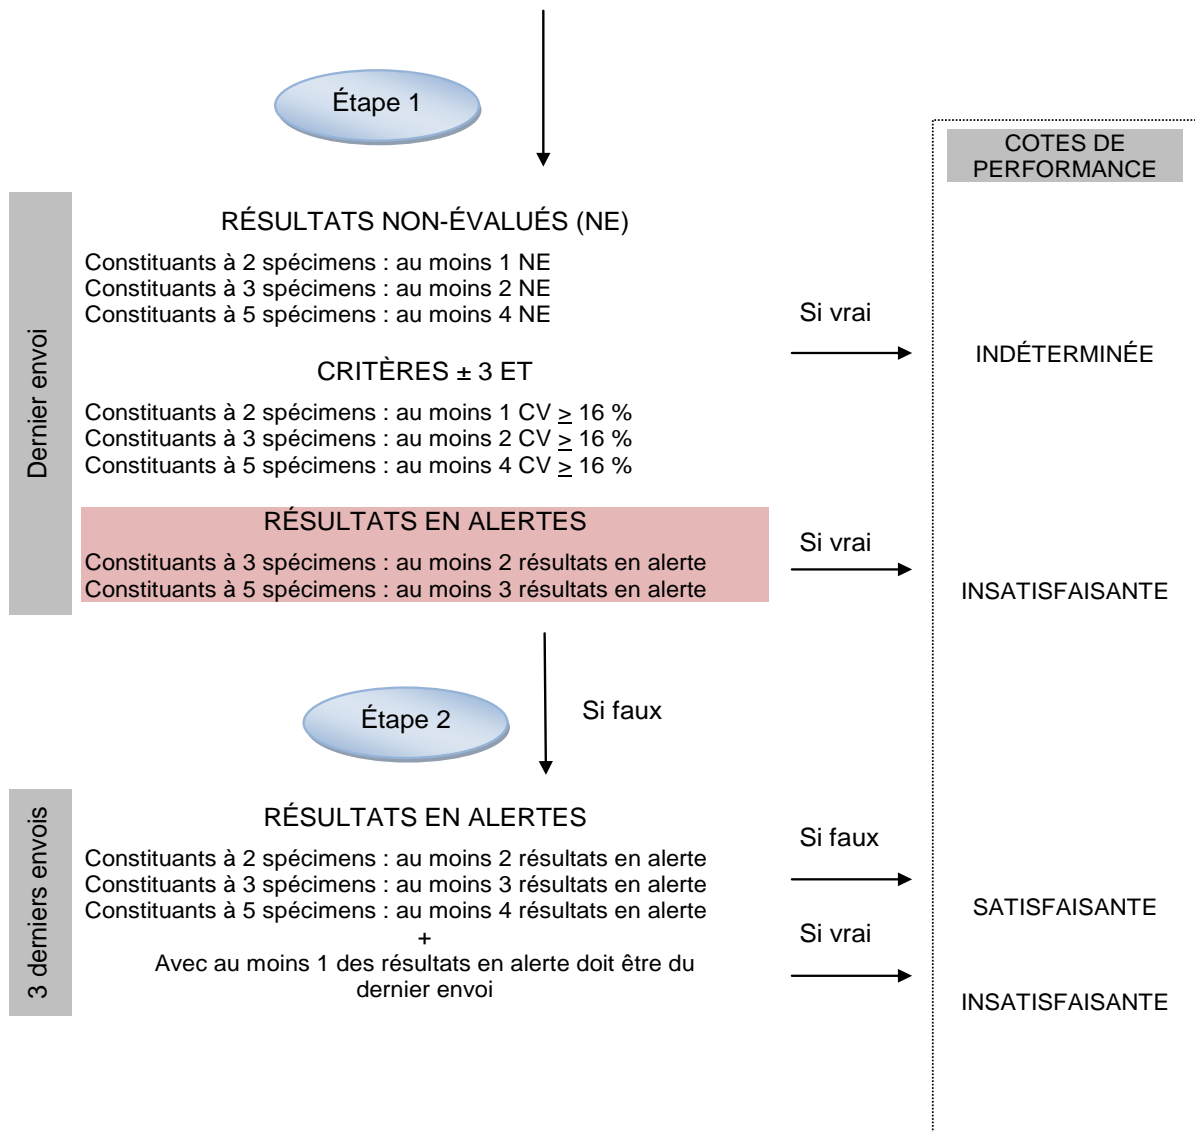 Étape 1
COTES DE
PERFORMANCE
Dernier envoi
RÉSULTATS NON-ÉVALUÉS (NE)
Constituants à 2 spécimens : au moins 1 NE
Constituants à 3 spécimens : au moins 2 NE
Constituants à 5 spécimens : au moins 4 NE
Si vrai
INDÉTERMINÉE
CRITÈRES ± 3 ET
Constituants à 2 spécimens : au moins 1 CV ≥ 16 %
Constituants à 3 spécimens : au moins 2 CV ≥ 16 %
Constituants à 5 spécimens : au moins 4 CV ≥ 16 %
RÉSULTATS EN ALERTES
Constituants à 3 spécimens : au moins 2 résultats en alerte
Constituants à 5 spécimens : au moins 3 résultats en alerte
Si vrai
INSATISFAISANTE
Étape 2
Si faux
3 derniers envois
RÉSULTATS EN ALERTES
Constituants à 2 spécimens : au moins 2 résultats en alerte
Constituants à 3 spécimens : au moins 3 résultats en alerte
Constituants à 5 spécimens : au moins 4 résultats en alerte
+
Avec au moins 1 des résultats en alerte doit être du
dernier envoi
Si faux
SATISFAISANTE
Si vrai
INSATISFAISANTE